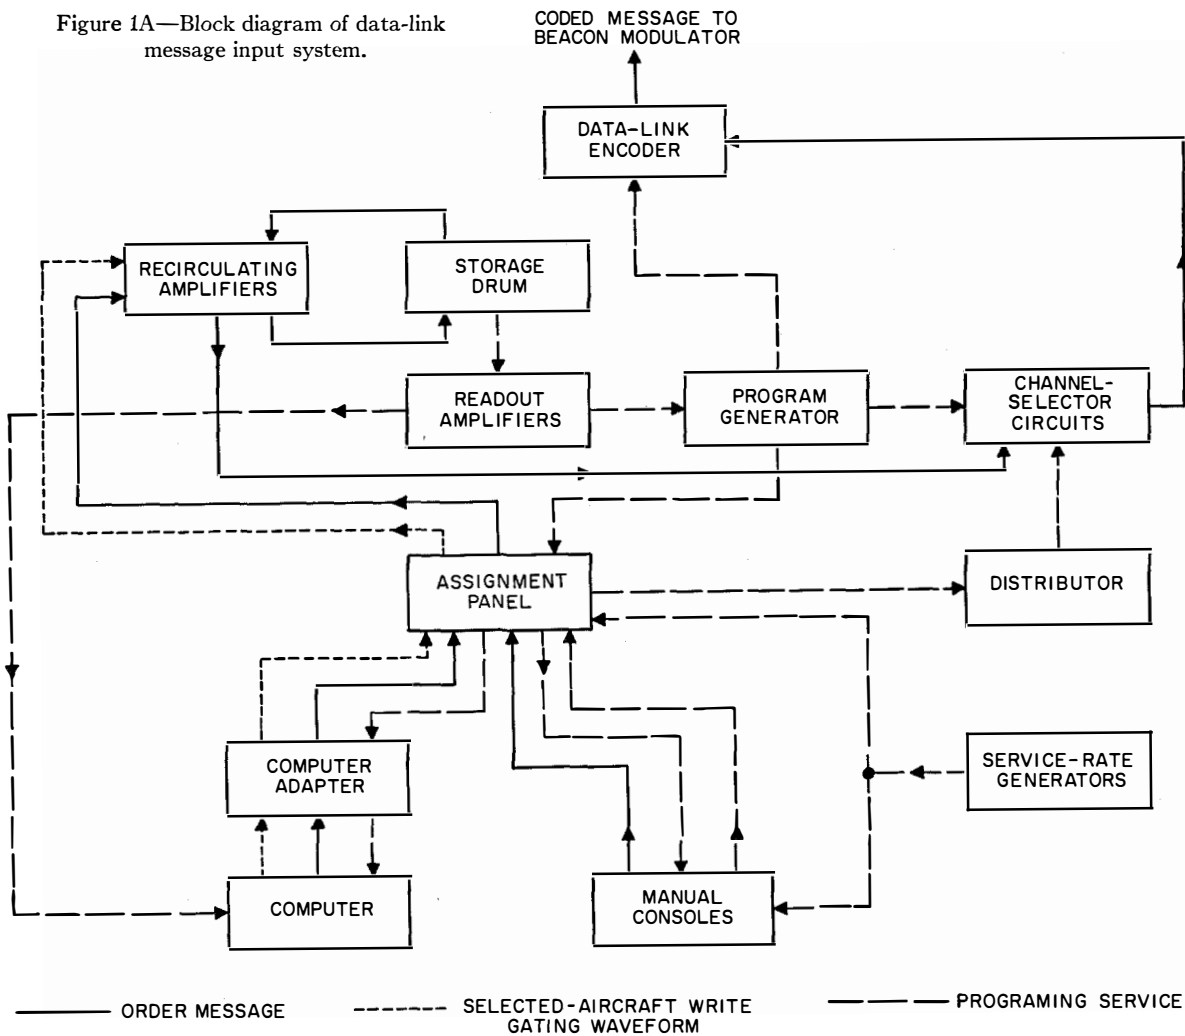 Figure 1A—Block diagram of data-link
message input system.
CODED MESSAGE TO
BEACON MODULATOR
DATA-LINK
ENCODER
RECIRCULATING
AMPLIFIERS
STORAGE
DRUM
READOUT
AMPLIFIERS
PROGRAM
GENERATOR
CHANNEL-
SELECTOR
CIRCUITS
ASSIGNMENT
PANEL
DISTRIBUTOR
COMPUTER
ADAPTER
SERVICE-RATE
GENERATORS
COMPUTER
MANUAL
CONSOLES
ORDER MESSAGE
SELECTED-AIRCRAFT WRITE
GATING WAVEFORM
PROGRAMING SERVICE